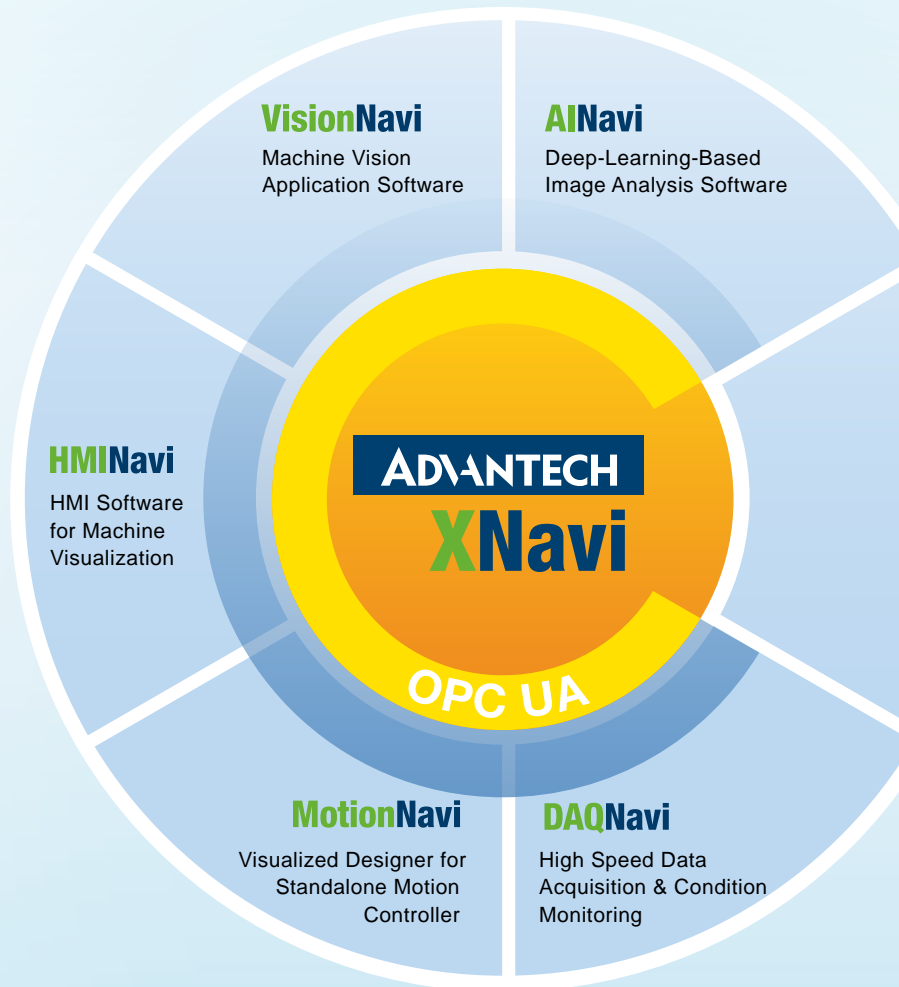 VisionNavi
Machine Vision
Application Software
AINavi
Deep-Learning-Based
Image Analysis Software
HMINavi
HMI Software
for Machine
Visualization
ADVANTECH
XNavi
OPC UA
MotionNavi
Visualized Designer for
Standalone Motion
Controller
DAQNavi
High Speed Data
Acquisition & Condition
Monitoring